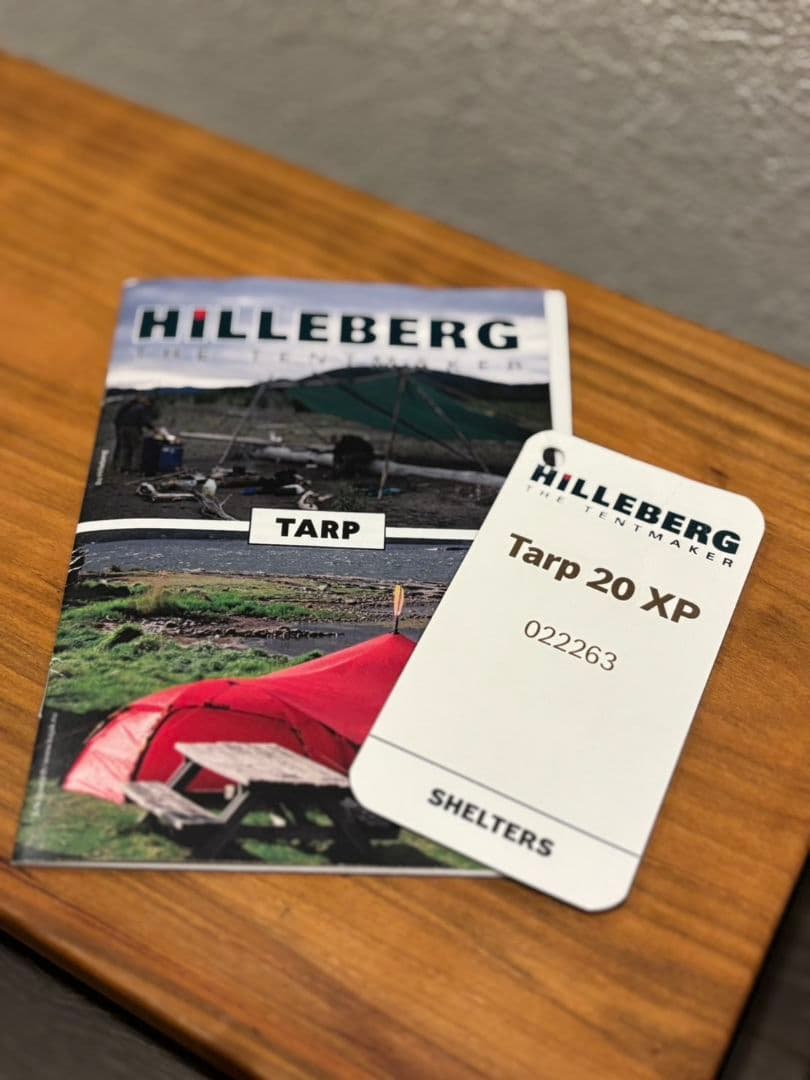 HILLEBERG
THE TENTMAKER
TARP
HILLEBERG
THE TENTMAKER
Tarp 20 XP
022263
SHELTERS